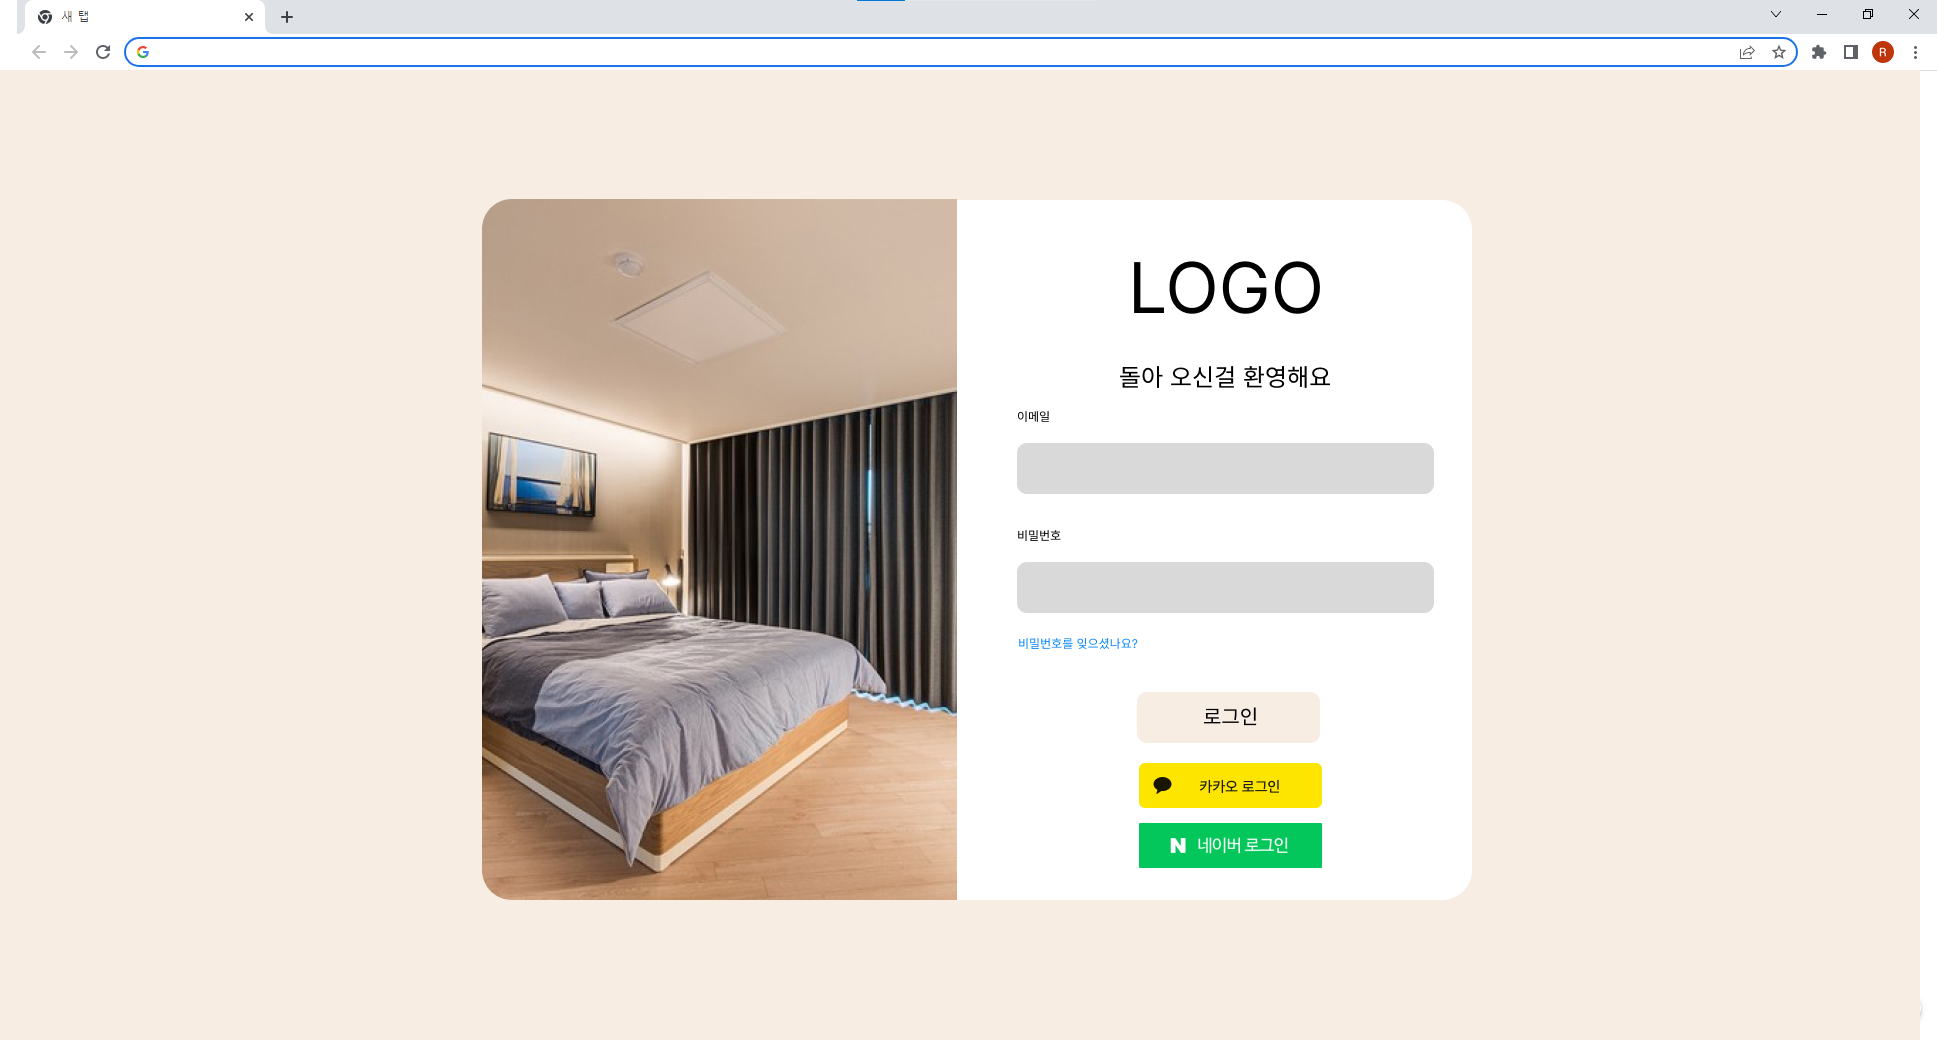 새 탭
R
LOGO
돌아 오신걸 환영해요
이메일
비밀번호
비밀번호를 잊으셨나요?
로그인
카카오 로그인
N 네이버 로그인